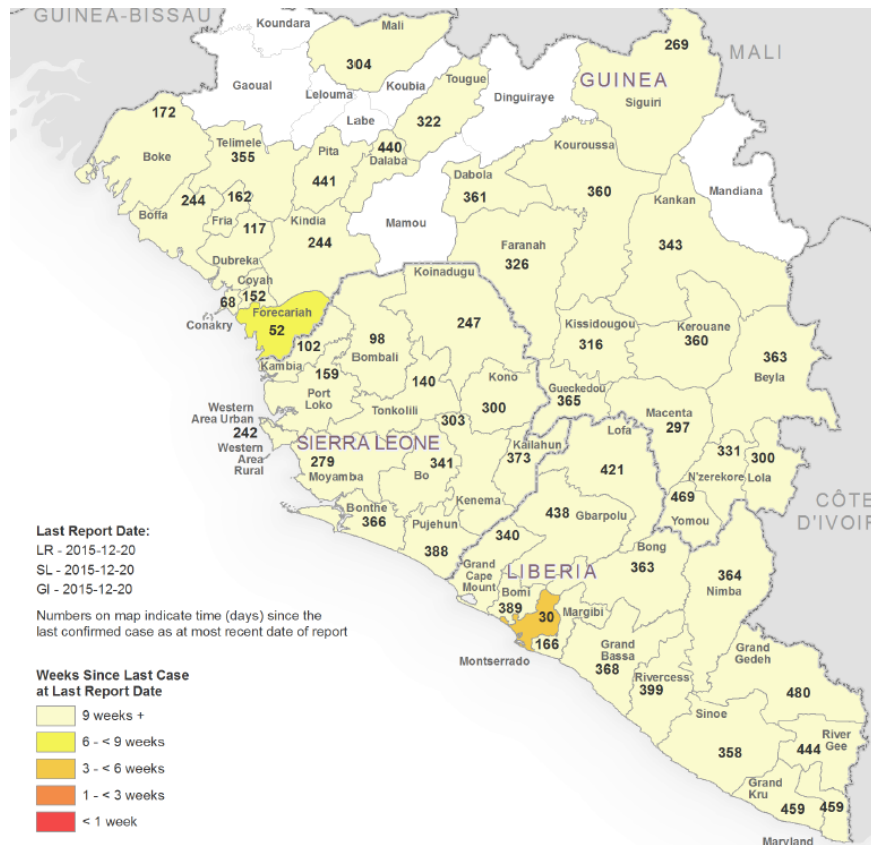 GUINEA-BISSAU
Koundara
Mali
304
269
MALI
Tougue
GUINEA
Gaoual
Koubia
Lelouma
Dinguiraye
Siguiri
Labe
172
322
Telimele
355
Pita
440
Dalaba
Kouroussa
Boke
441
Dabola
361
360
Mandiana
244
162
Kankan
Boffa
Fria
Kindia
Mamou
117
244
Faranah
343
Dubreka
326
Koinadugu
Coyah
68
152
Conakry
Forecariah
52
247
Kissidougou
Kerouane
316
360
102
98
363
Kambia
Bombali
Beyla
159
140
Kono
Gueckedou
Port
Loko
300
365
Macenta
Western
Area Urban
Tonkolili
303
Lofa
297
242
SIERRA LEONE
Kailahun
331
300
Western
Area
Rural
279
341
373
421
N'zerekore
Lola
Moyamba
Bo
469
CÔTE
D'IVOIR
Bonthe
Kenema
438
Gbarpolu
Yomou
366
Pujehun
340
Bong
388
363
364
Grand
Cape
Mount
LIBERIA
Nimba
Bomi
389
30
Margibi
166
Grand
Bassa
Grand
Gedeh
Montserrado
368
Rivercess
399
480
Sinoe
River
Gee
358
444
Grand
Kru
459
459
Maryland
Last Report Date:
LR - 2015-12-20
SL - 2015-12-20
GI - 2015-12-20
Numbers on map indicate time (days) since the
last confirmed case as at most recent date of report
Weeks Since Last Case
at Last Report Date
9 weeks +
6 - < 9 weeks
3 - < 6 weeks
1 - < 3 weeks
< 1 week